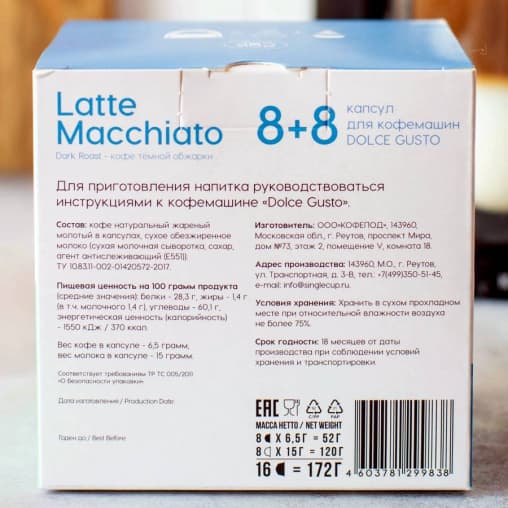 Latte
Macchiato
Dark Roast - кофе темной обжарки
8+8
капсул
для кофемашин
DOLCE GUSTO
Для приготовления напитка руководствоваться
инструкциями к кофемашине «Dolce Gusto».
Состав: кофе натуральный жареный
молотый в капсулах, сухое обезжиренное
молоко (сухая молочная сыворотка, сахар,
агент антислеживающий (Е551)).
ТУ 10.83.11-002-01420572-2017.
Пищевая ценность на 100 грамм продукта
(средние значения): белки - 28,3 г, жиры - 1,4 г
(в т.ч. молочного 1,4 г), углеводы - 60,1 г,
энергетическая ценность (калорийность)
- 1550 кДж / 370 ккал.
Вес кофе в капсуле - 6,5 грамм,
вес молока в капсуле - 15 грамм.
Соответствует требованиям ТР ТС 005/2011
«О безопасности упаковки».
Дата изготовления / Production Date
Годен до / Best Before
Изготовитель: ООО«КОФЕПОД», 143960,
Московская обл., г. Реутов, проспект Мира,
дом №73, этаж 2, помещение V, комната 18.
Адрес производства: 143960, М.О., г. Реутов,
ул. Транспортная, д. 3-В, тел. +7(499)350-51-45,
e-mail: info@singlecup.ru.
Условия хранения: Хранить в сухом прохладном
месте при относительной влажности воздуха
не более 75%.
Срок годности: 18 месяцев от даты
производства при соблюдении условий
хранения и транспортировки.
EAC
C/PP
PAP
МАССА НЕТТО / NET WEIGHT
8 X 6,5Г = 52Г
8 X 15Г = 120Г
16 = 172Г
4 603781 299838